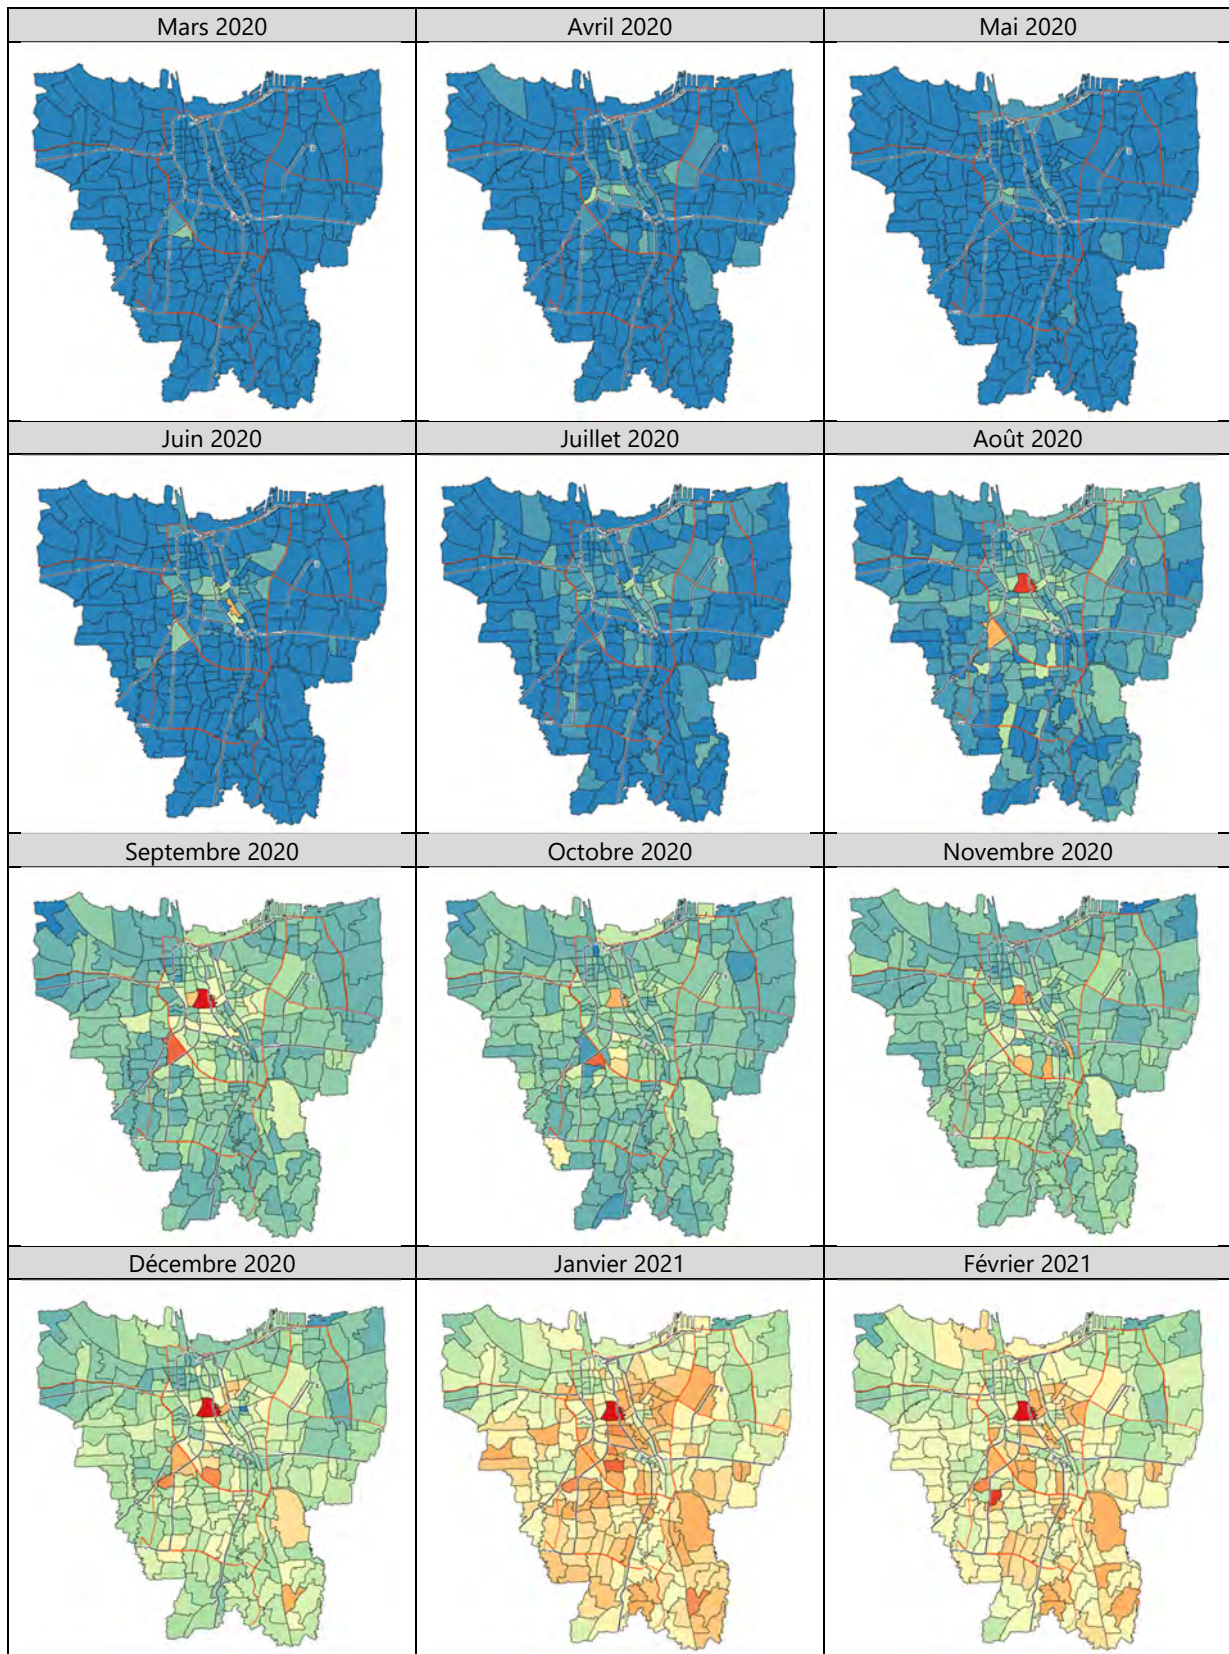 Mars 2020
Avril 2020
Mai 2020
Juin 2020
Juillet 2020
Août 2020
Septembre 2020
Octobre 2020
Novembre 2020
Décembre 2020
Janvier 2021
Février 2021